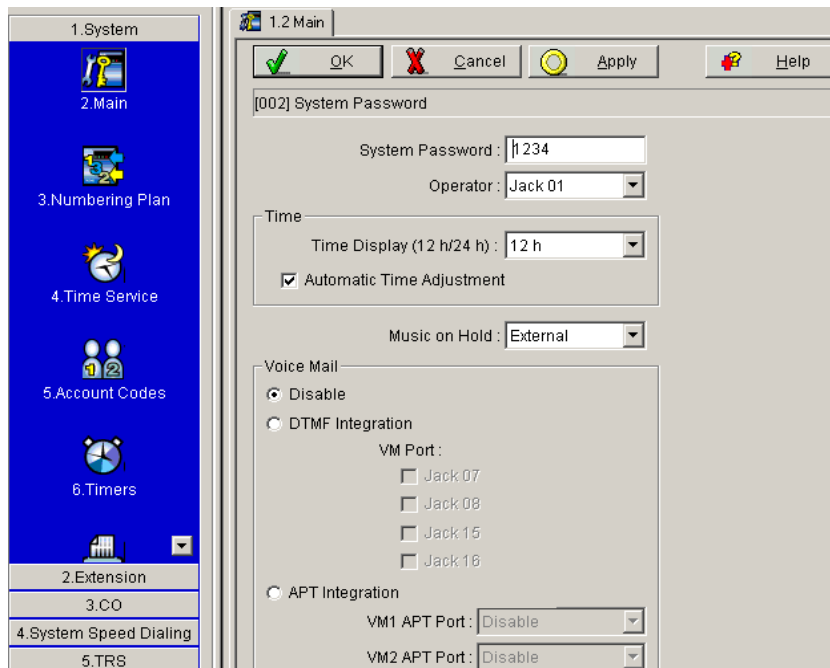 1.System
2.Main
3.Numbering Plan
4.Time Service
5.Account Codes
6.Timers
2.Extension
3.CO
4.System Speed Dialing
5.TRS
1.2 Main
OK Cancel Apply Help
[002] System Password
System Password : 1234
Operator : Jack 01
Time
Time Display (12 h/24 h) : 12 h
Automatic Time Adjustment
Music on Hold : External
Voice Mail
Disable
DTMF Integration
VM Port :
Jack 07
Jack 08
Jack 15
Jack 16
APT Integration
VM1 APT Port : Disable
VM2 APT Port : Disable